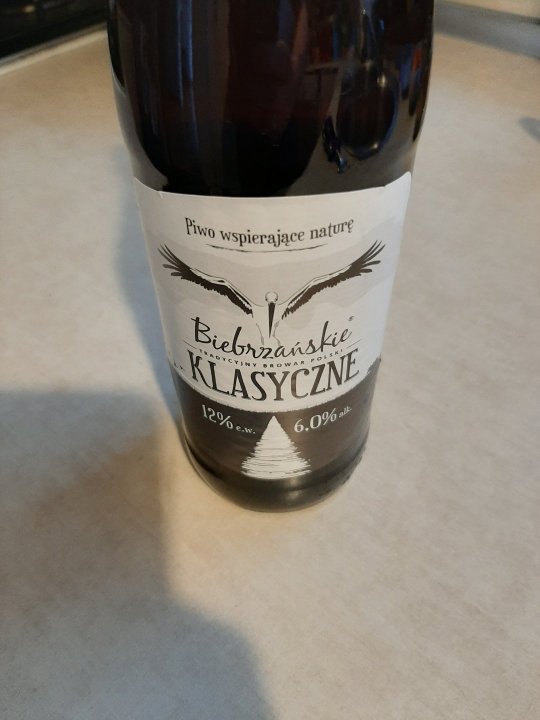 Piwo wspierające naturę
Biebrzańskie®
TRADYCYJNY BROWAR POLSKI
KLASYCZNE
12% e.w. 6,0% alk.